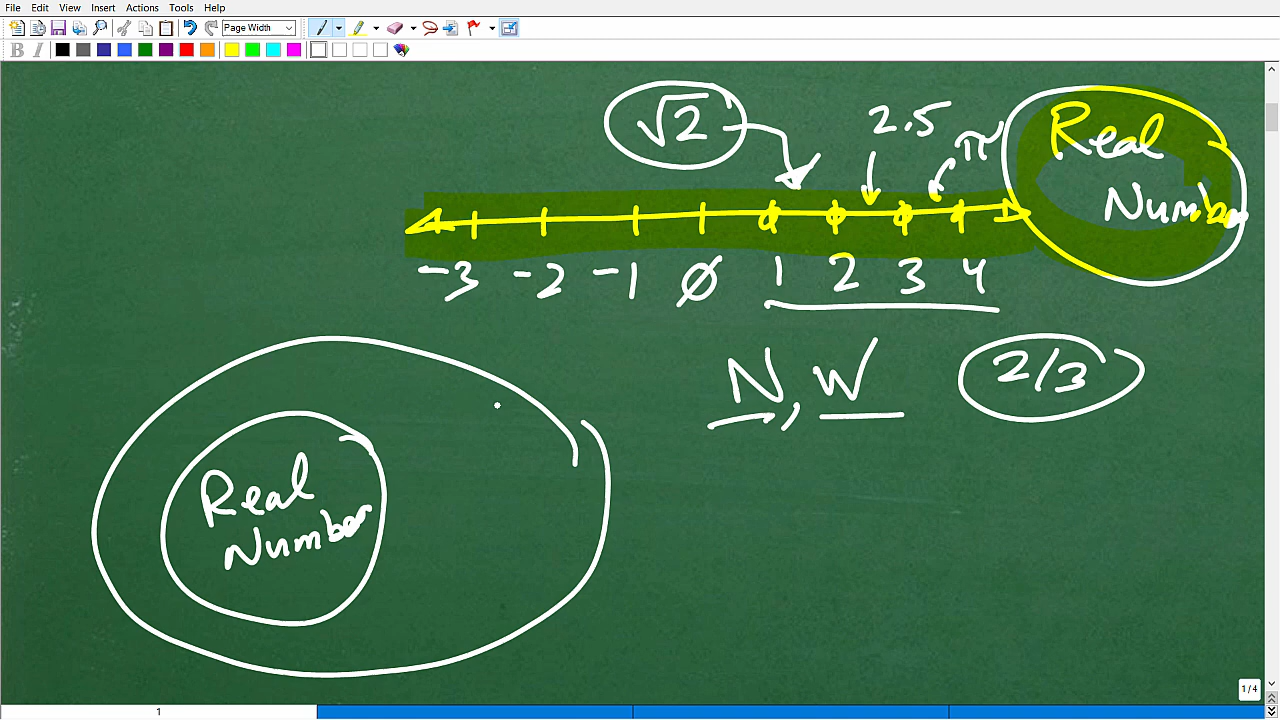 File Edit View Insert Actions Tools Help
Page Width
B I
√2
2.5
π
Real
Number
-3 -2 -1 0 1 2 3 4
N, W
2/3
Real
Number
1/4
1